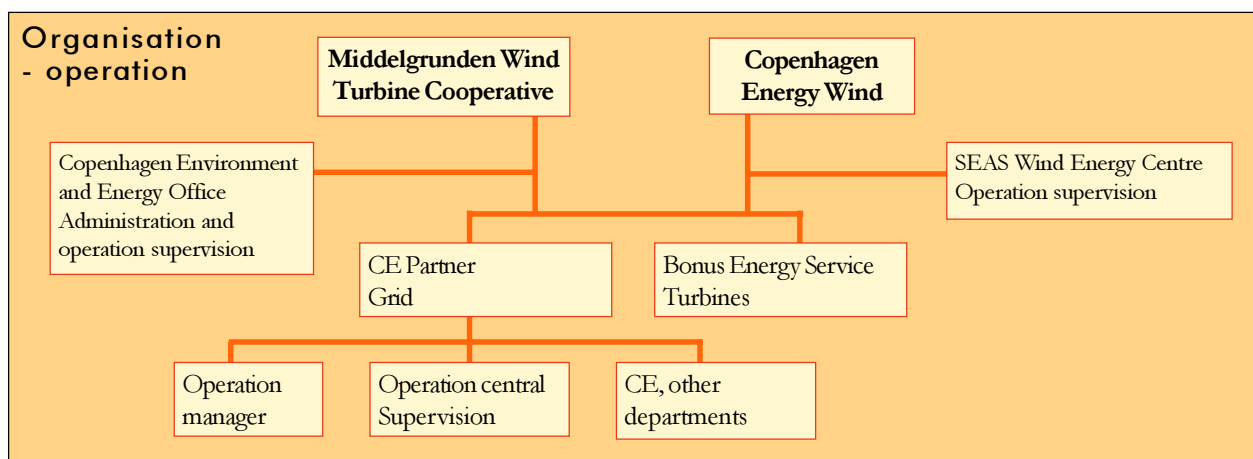 Organisation
- operation
Middelgrunden Wind
Turbine Cooperative
Copenhagen
Energy Wind
Copenhagen Environment
and Energy Office
Administration and
operation supervision
SEAS Wind Energy Centre
Operation supervision
CE Partner
Grid
Bonus Energy Service
Turbines
Operation
manager
Operation central
Supervision
CE, other
departments